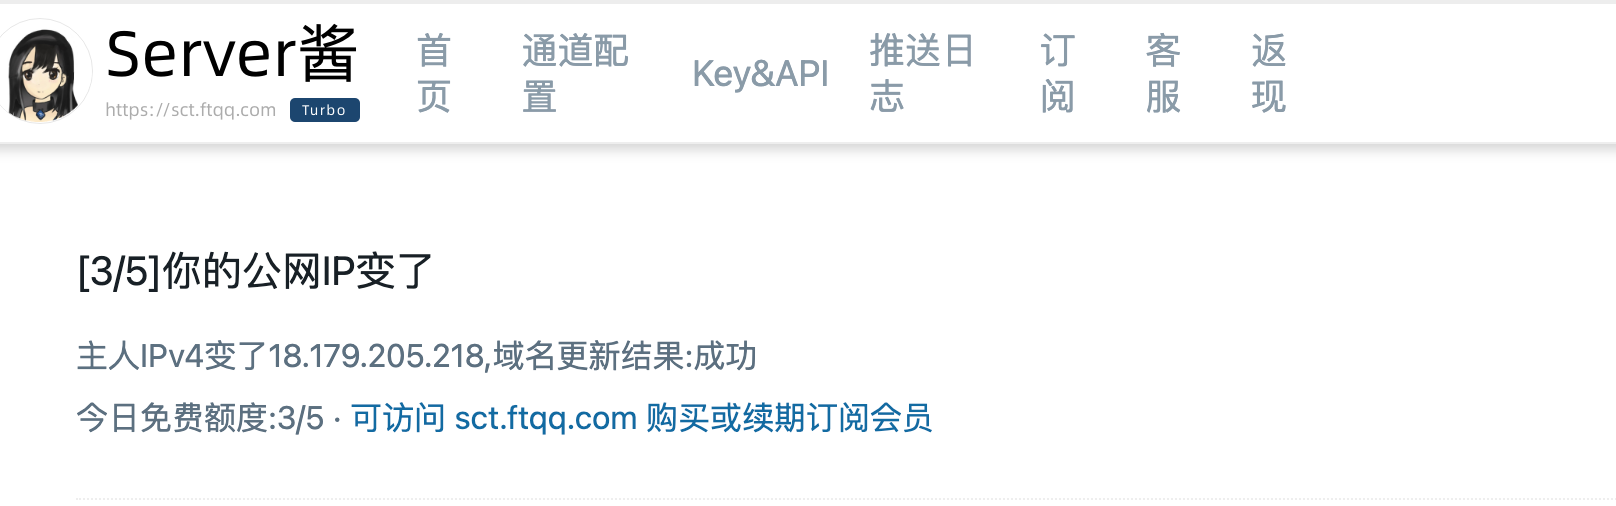 Server酱
https://sct.ftqq.com Turbo
首页
通道配置
Key&API
推送日志
订阅
客服
返现
[3/5]你的公网IP变了
主人IPv4变了18.179.205.218,域名更新结果:成功
今日免费额度:3/5 · 可访问 sct.ftqq.com 购买或续期订阅会员